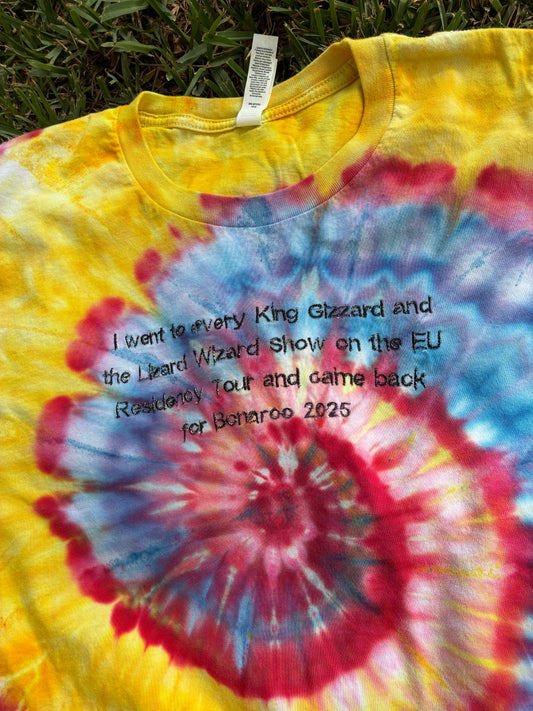 I went to every King Gizzard and
the Lizard Wizard Show on the EU
Residency Tour and came back
for Bonaroo 2025